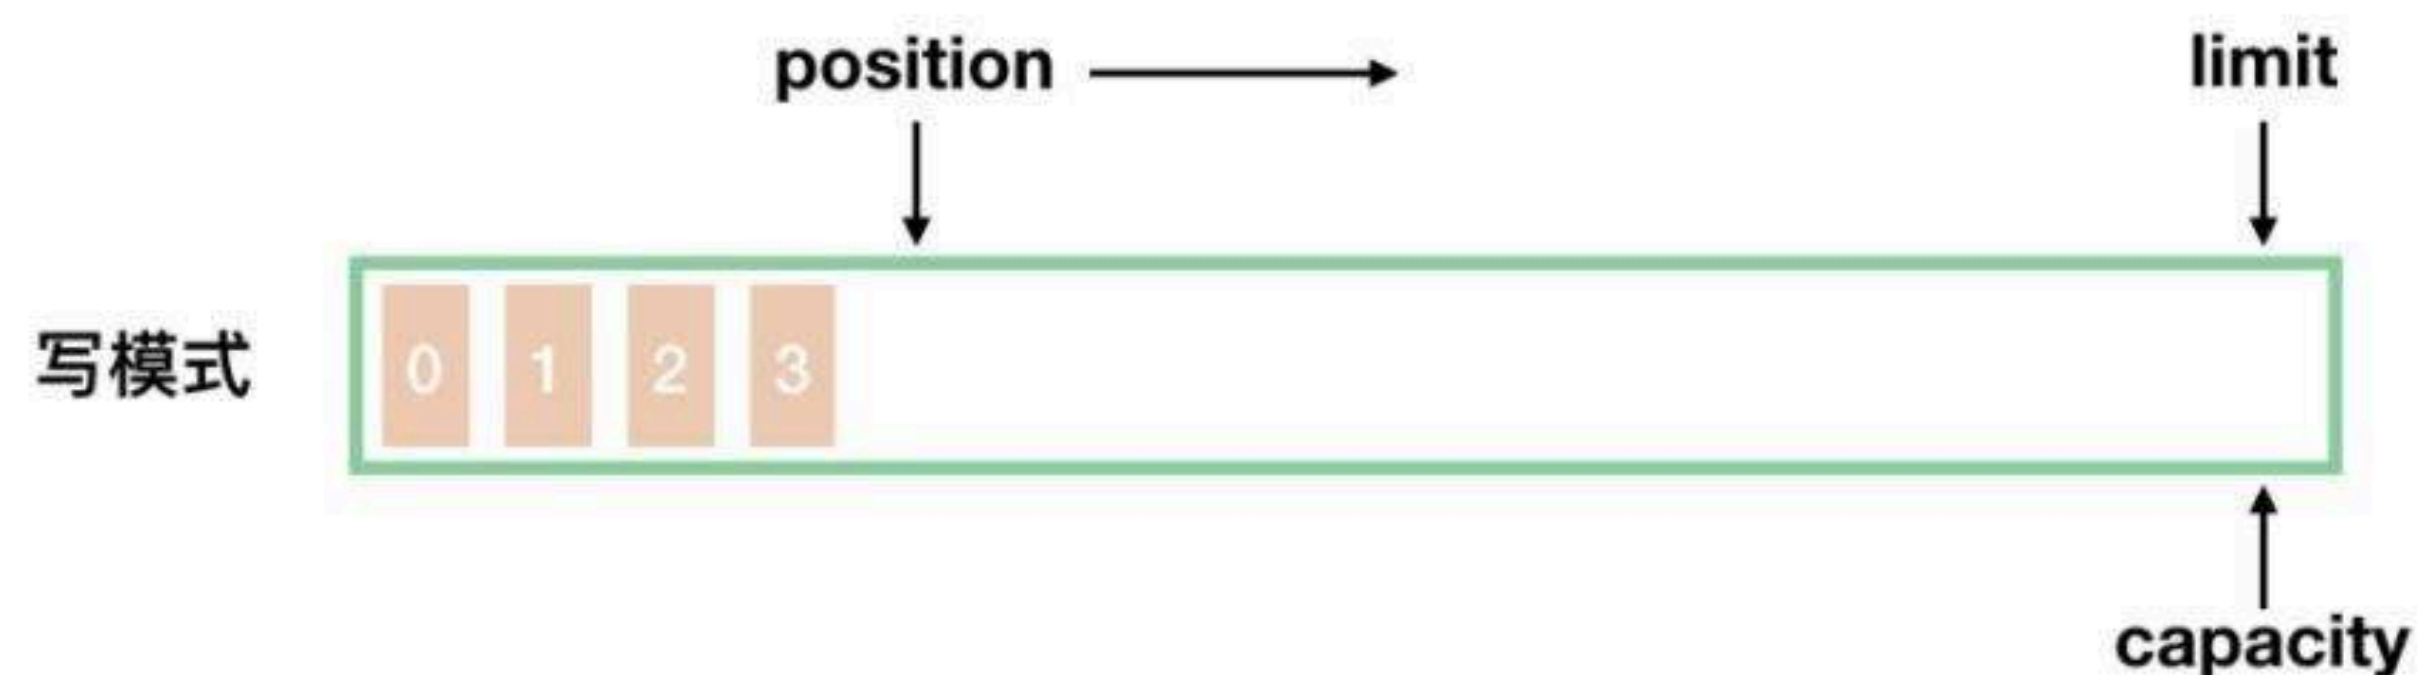 position limit
写模式 0 1 2 3
capacity